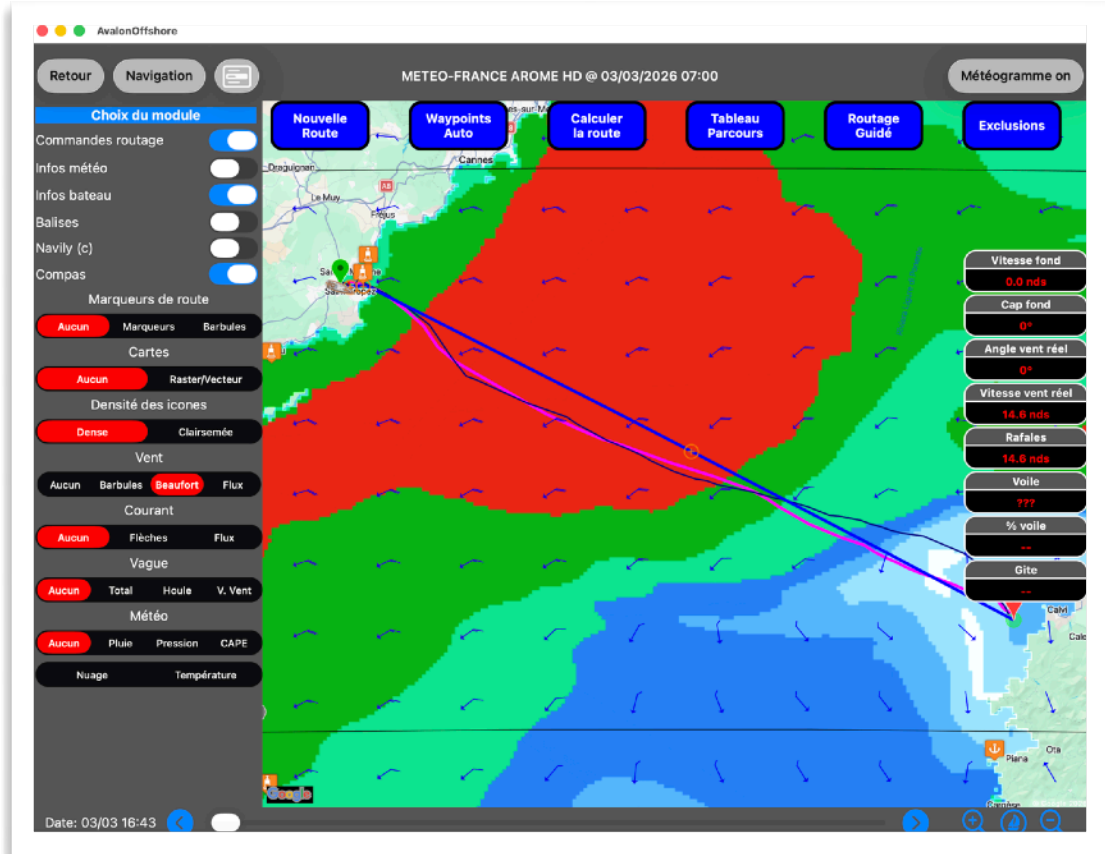 AvalonOffshore
Retour
Navigation
METEO-FRANCE AROME HD @ 03/03/2026 07:00
Météogramme on
Choix du module
Commandes routage
Infos météo
Infos bateau
Balises
Navily (c)
Compas
Marqueurs de route
Aucun
Marqueurs
Barbules
Cartes
Aucun
Raster/Vecteur
Densité des icones
Dense
Clairsemée
Vent
Aucun
Barbules
Beaufort
Flux
Courant
Aucun
Flèches
Flux
Vague
Aucun
Total
Houle
V. Vent
Météo
Aucun
Pluie
Pression
CAPE
Nuage
Température
Date: 03/03 16:43
Nouvelle
Route
Waypoints
Auto
Calculer
la route
Tableau
Parcours
Routage
Guidé
Exclusions
Cannes
Draguignan
A8
Le Muy
Fréjus
Vitesse fond
0.0 nds
Cap fond
0°
Angle vent réel
0°
Vitesse vent réel
14.6 nds
Rafales
14.6 nds
Voile
???
% voile
--
Gite
--
Calvi
Piana
Ota
Cargèse
Google